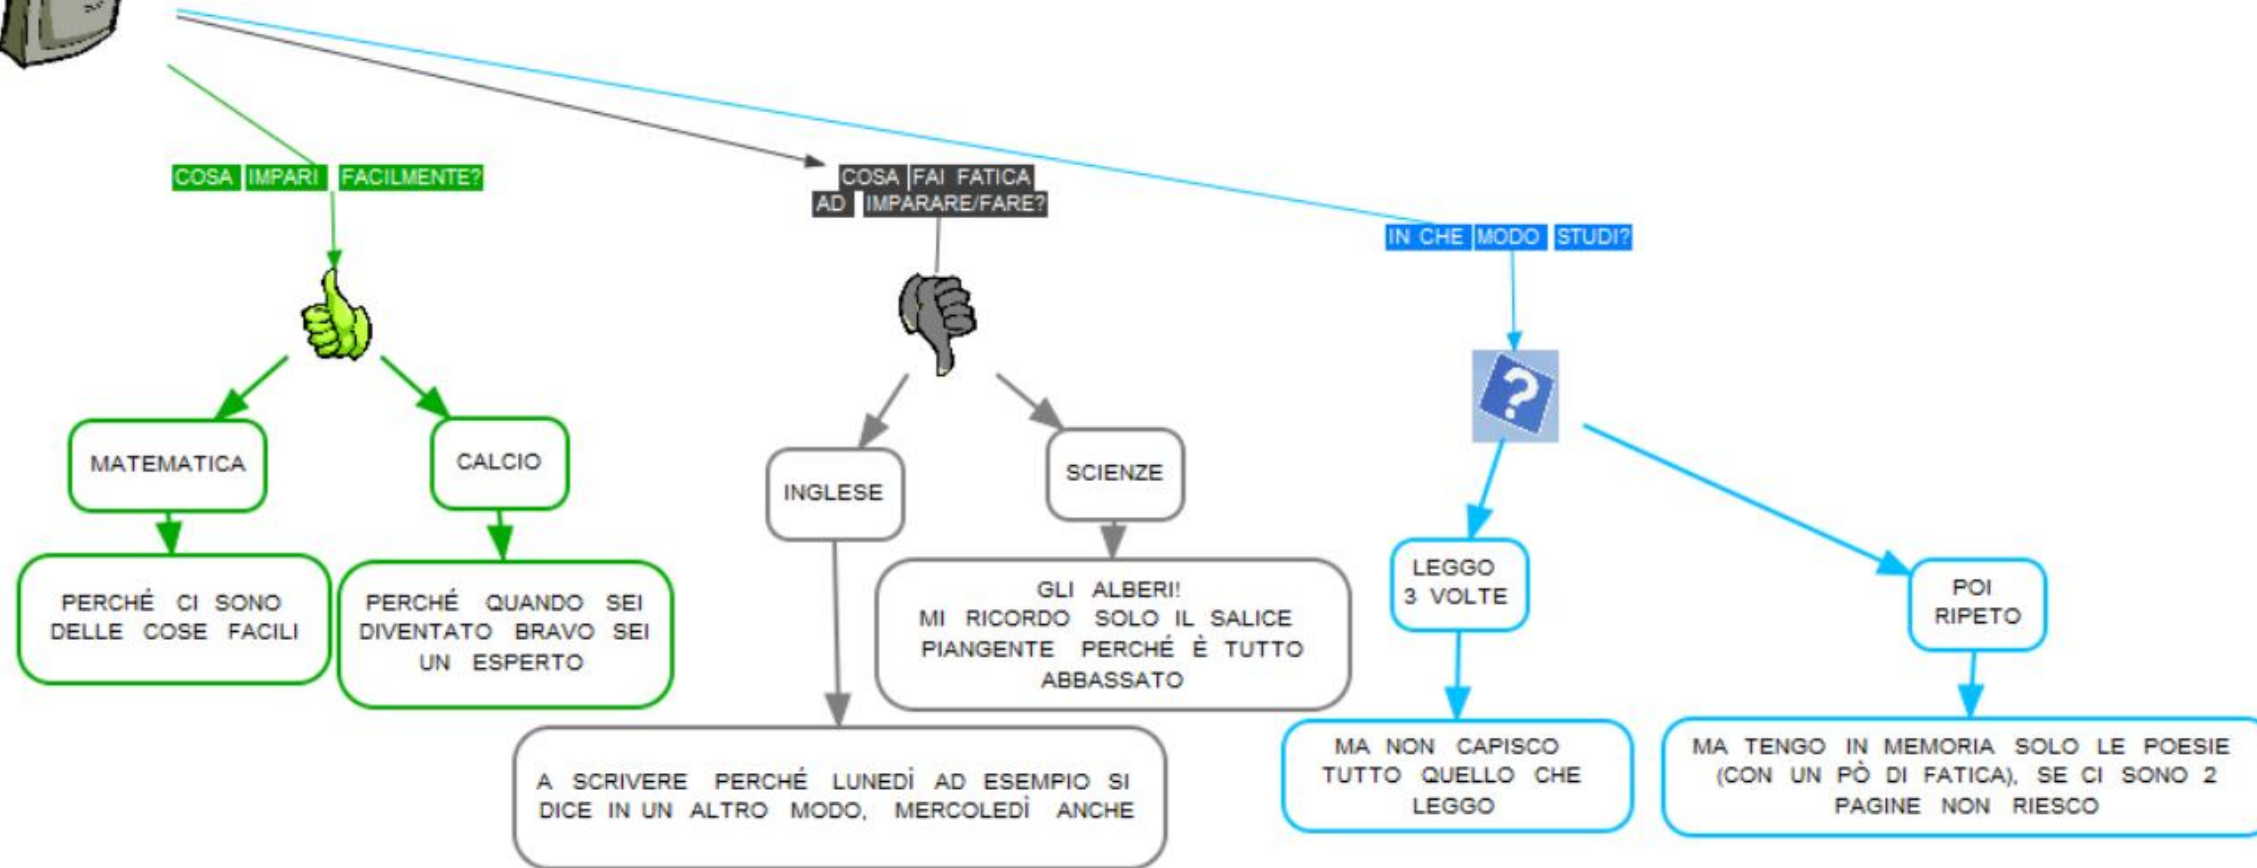 COSA IMPARI FACILMENTE?
MATEMATICA
PERCHÉ CI SONO
DELLE COSE FACILI
CALCIO
PERCHÉ QUANDO SEI
DIVENTATO BRAVO SEI
UN ESPERTO
COSA FAI FATICA
AD IMPARARE/FARE?
INGLESE
A SCRIVERE PERCHÉ LUNEDÌ AD ESEMPIO SI
DICE IN UN ALTRO MODO, MERCOLEDÌ ANCHE
SCIENZE
GLI ALBERI!
MI RICORDO SOLO IL SALICE
PIANGENTE PERCHÉ È TUTTO
ABBASSATO
IN CHE MODO STUDI?
?
LEGGO
3 VOLTE
MA NON CAPISCO
TUTTO QUELLO CHE
LEGGO
POI
RIPETO
MA TENGO IN MEMORIA SOLO LE POESIE
(CON UN PÒ DI FATICA), SE CI SONO 2
PAGINE NON RIESCO